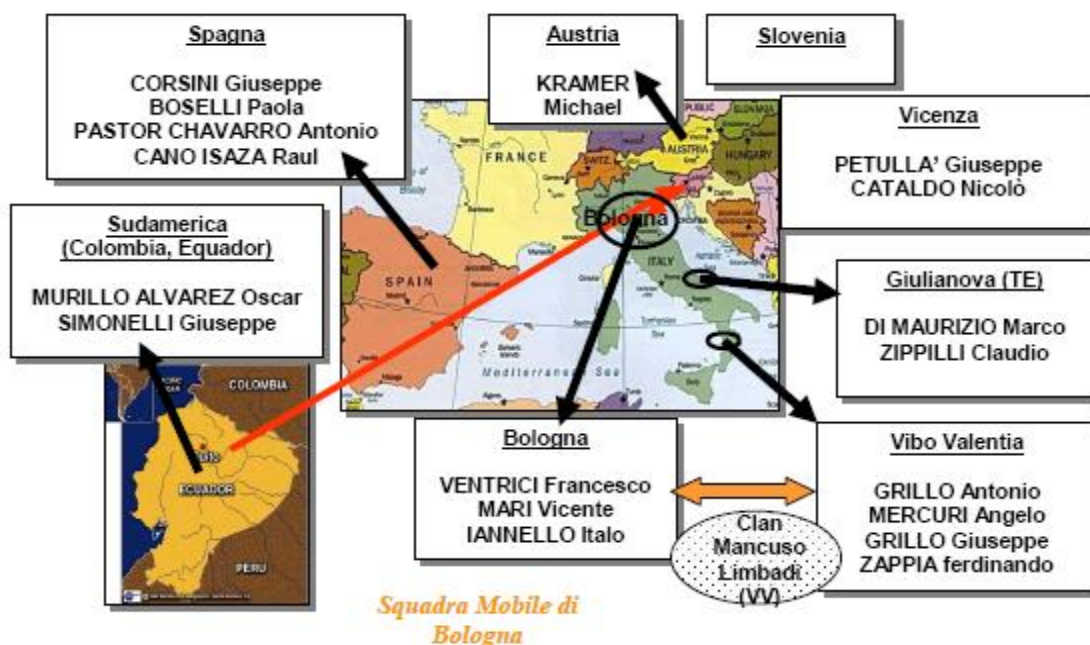 Spagna
CORSINI Giuseppe
BOSELLI Paola
PASTOR CHAVARRO Antonio
CANO ISAZA Raul
Austria
KRAMER
Michael
Slovenia
Vicenza
PETULLA’ Giuseppe
CATALDO Nicolò
Sudamerica
(Colombia, Equador)
MURILLO ALVAREZ Oscar
SIMONELLI Giuseppe
Giulianova (TE)
DI MAURIZIO Marco
ZIPPILLI Claudio
Bologna
VENTRICI Francesco
MARI Vicente
IANNELLO Italo
Vibo Valentia
GRILLO Antonio
MERCURI Angelo
GRILLO Giuseppe
ZAPPIA ferdinando
Clan
Mancuso
Limbadi
(VV)
Squadra Mobile di
Bologna
FRANCE
SWITZ.
AUSTRIA
HUNGARY
Bologna
ITALY
SPAIN
Mediterranean Sea
COLOMBIA
ECUADOR
PERU